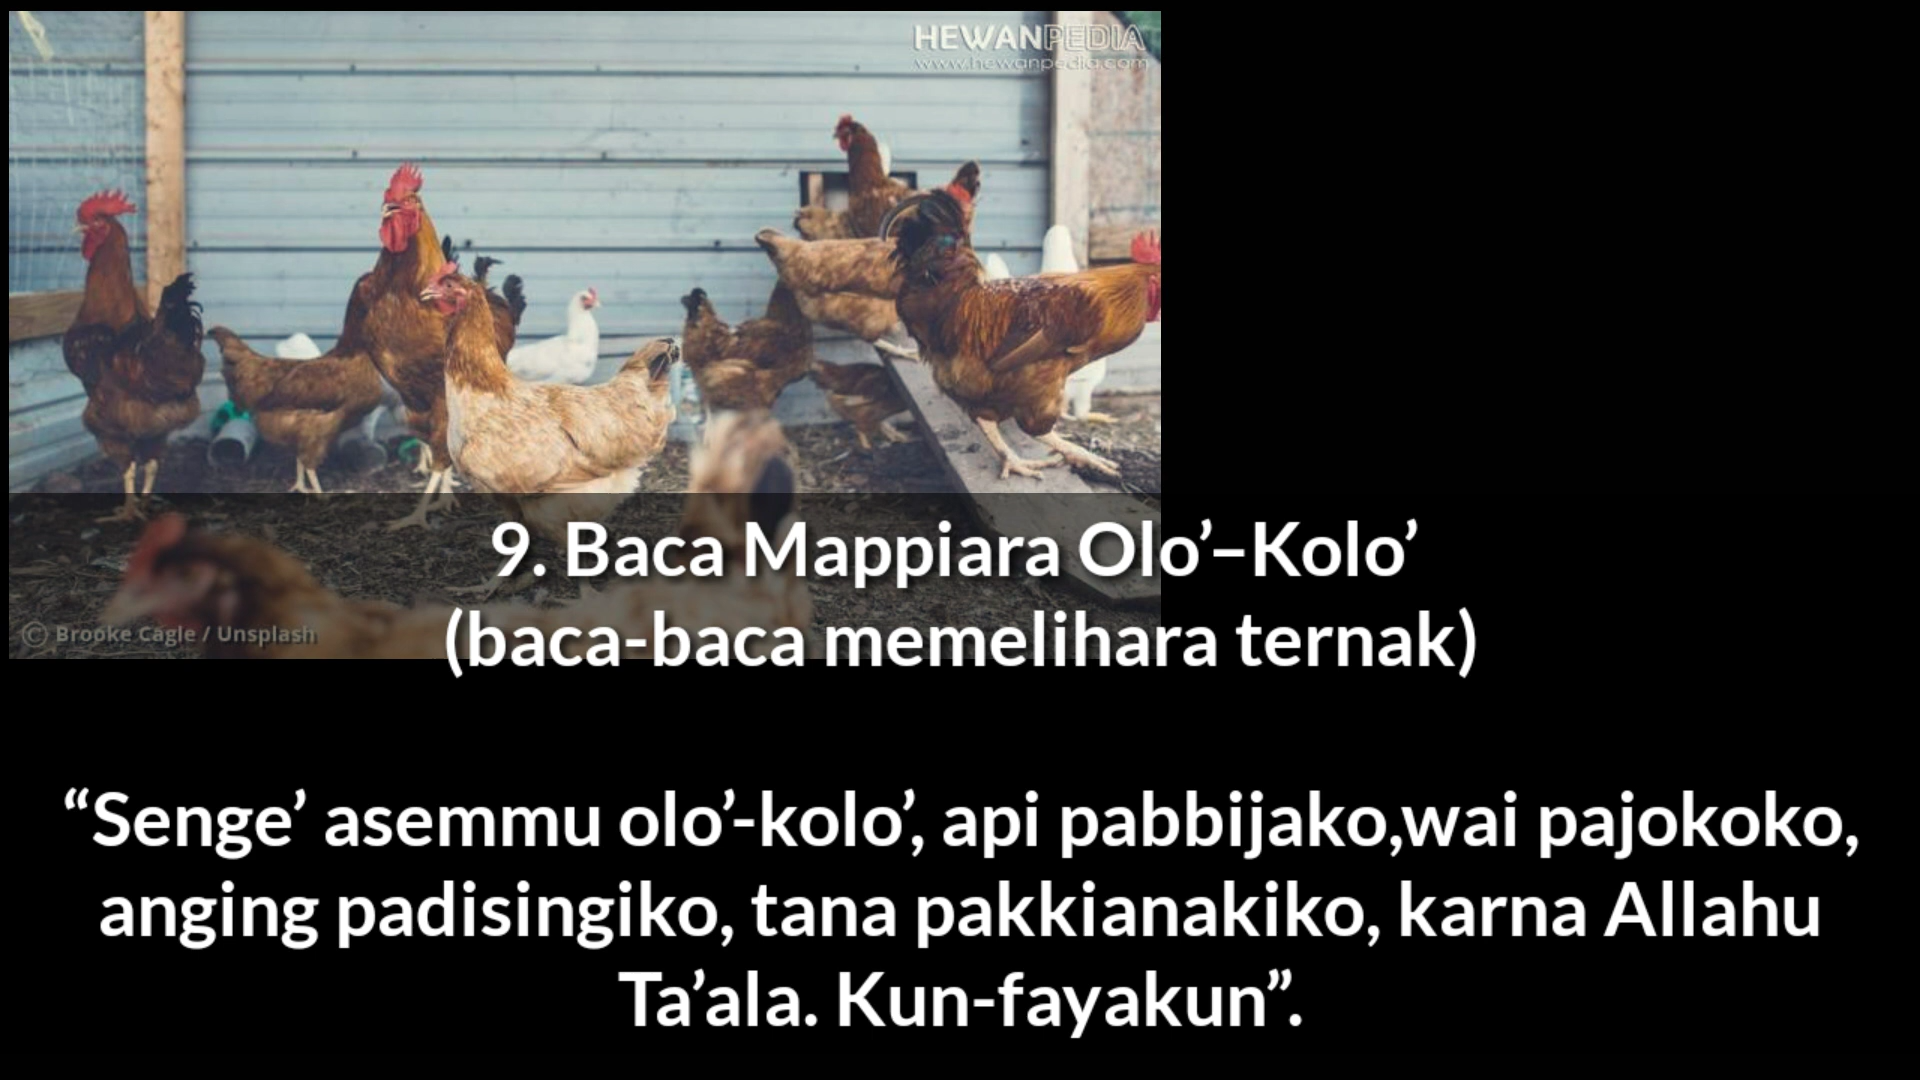 HEWANPEDIA
www.hewanpedia.com
9. Baca Mappiara Olo’–Kolo’
(baca-baca memelihara ternak)
© Brooke Cagle / Unsplash
“Senge’ asemmu olo’-kolo’, api pabbijako,wai pajokoko,
anging padisingiko, tana pakkianakiko, karna Allahu
Ta’ala. Kun-fayakun”.